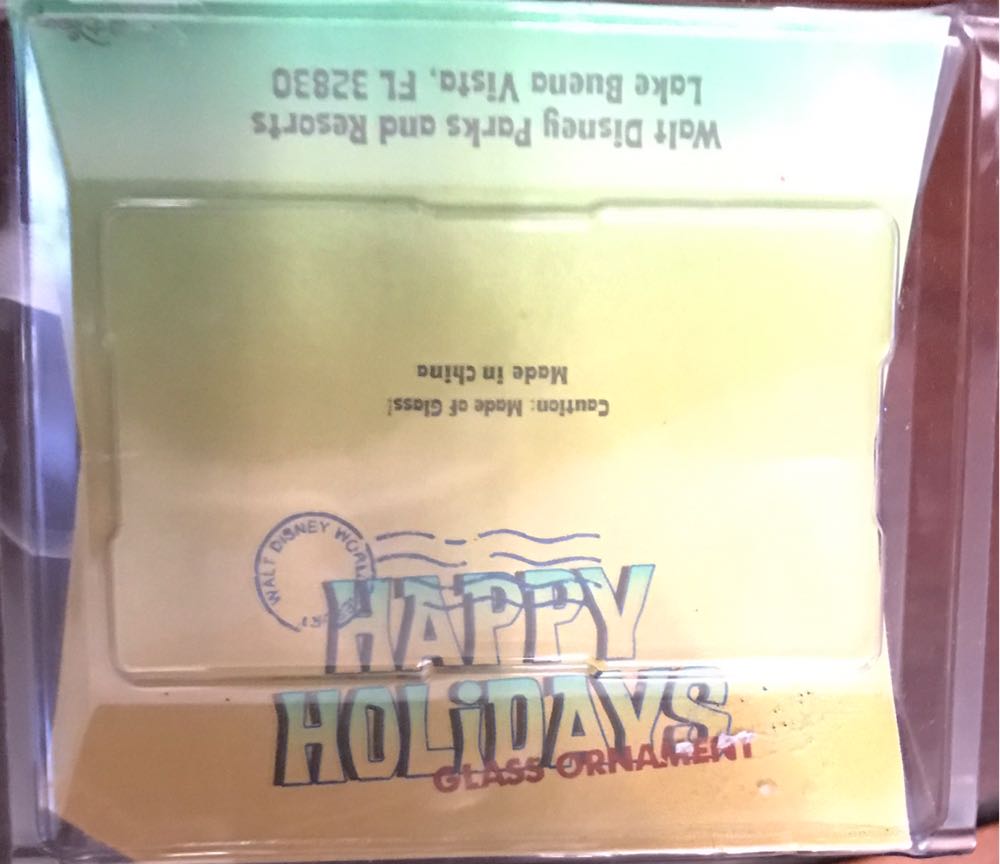 Walt Disney Parks and Resorts
Lake Buena Vista, FL 32830
Caution: Made of Glass!
Made in China
WALT DISNEY WORLD
HAPPY
HOLiDAYS
GLASS ORNAMENT